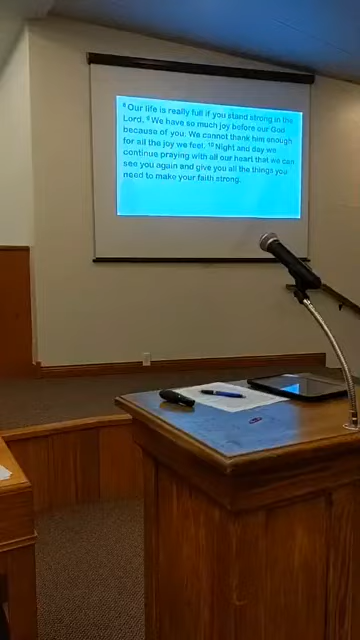 ⁸ Our life is really full if you stand strong in the
Lord. ⁹ We have so much joy before our God
because of you. We cannot thank him enough
for all the joy we feel. ¹⁰ Night and day we
continue praying with all our heart that we can
see you again and give you all the things you
need to make your faith strong.